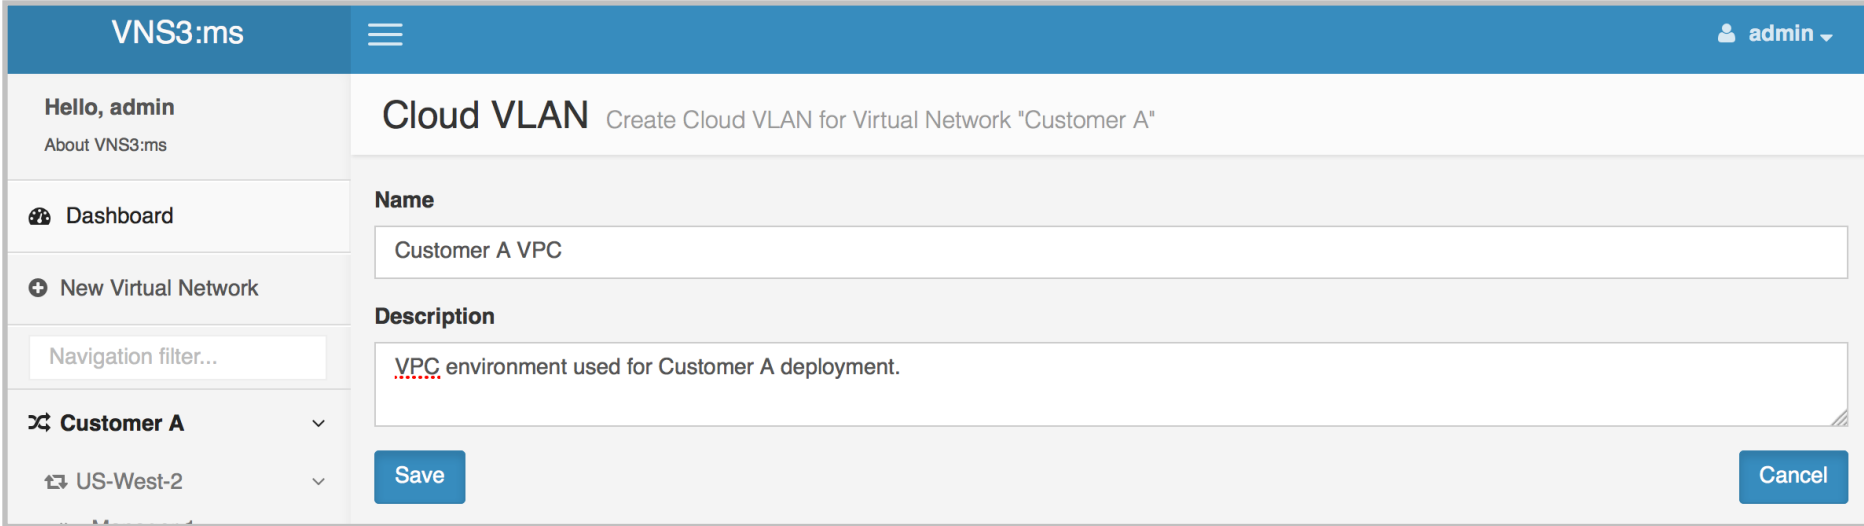 VNS3:ms
admin
Hello, admin
About VNS3:ms
Cloud VLAN Create Cloud VLAN for Virtual Network "Customer A"
Dashboard
New Virtual Network
Navigation filter...
Customer A
US-West-2
Name
Customer A VPC
Description
VPC environment used for Customer A deployment.
Save
Cancel